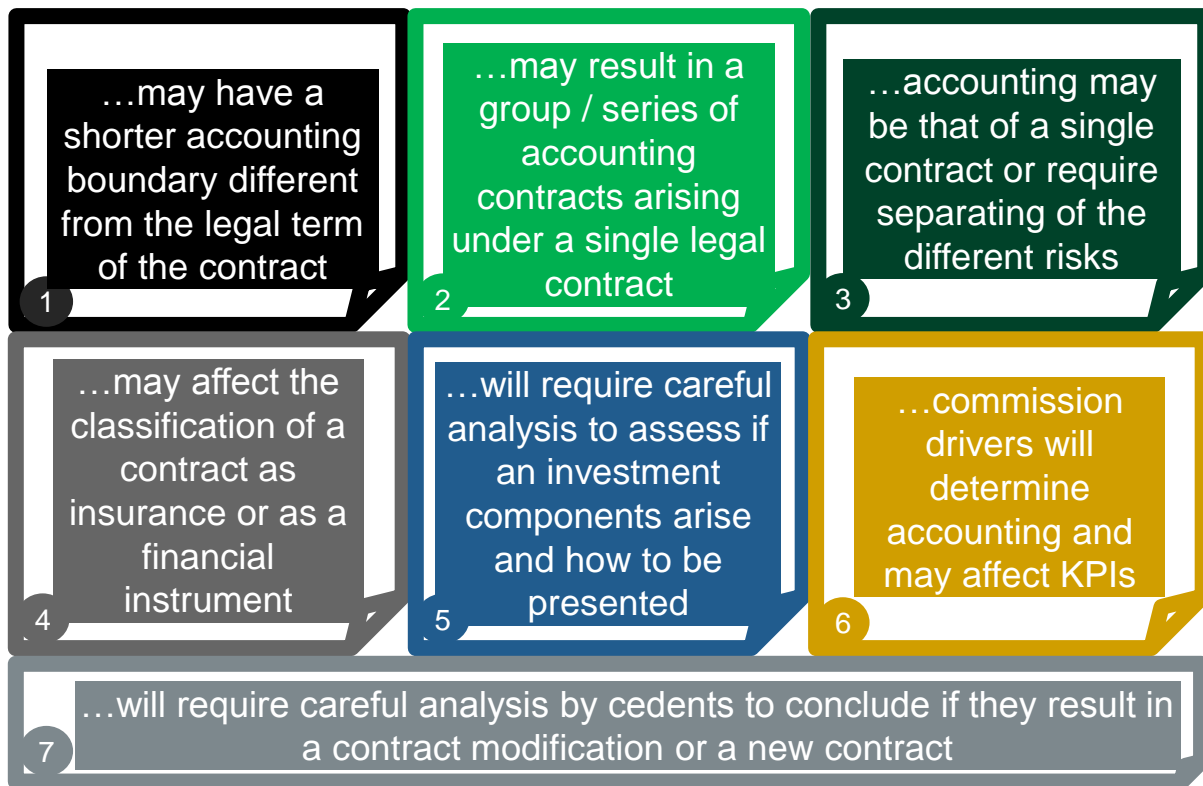 …may have a
shorter accounting
boundary different
from the legal term
of the contract
1
…may result in a
group / series of
accounting
contracts arising
under a single legal
contract
2
…accounting may
be that of a single
contract or require
separating of the
different risks
3
…may affect the
classification of a
contract as
insurance or as a
financial
instrument
4
…will require careful
analysis to assess if
an investment
components arise
and how to be
presented
5
…commission
drivers will
determine
accounting and
may affect KPIs
6
…will require careful analysis by cedents to conclude if they result in
a contract modification or a new contract
7